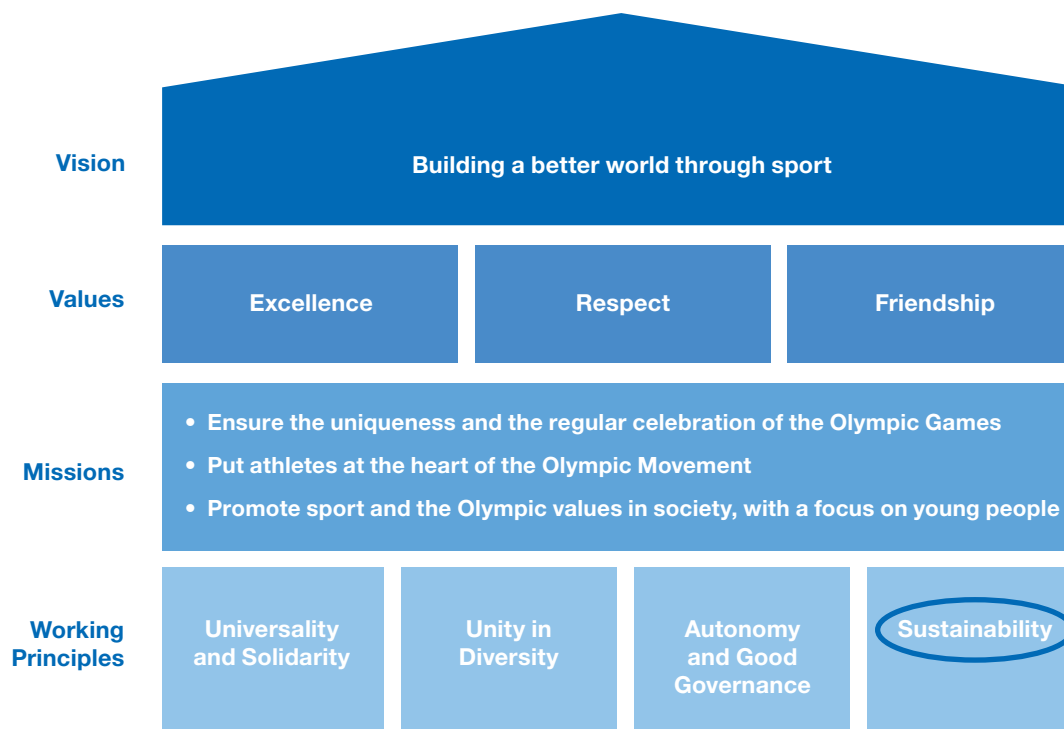 Vision
Building a better world through sport
Values
Excellence
Respect
Friendship
Missions
• Ensure the uniqueness and the regular celebration of the Olympic Games
• Put athletes at the heart of the Olympic Movement
• Promote sport and the Olympic values in society, with a focus on young people
Working
Principles
Universality
and Solidarity
Unity in
Diversity
Autonomy
and Good
Governance
Sustainability